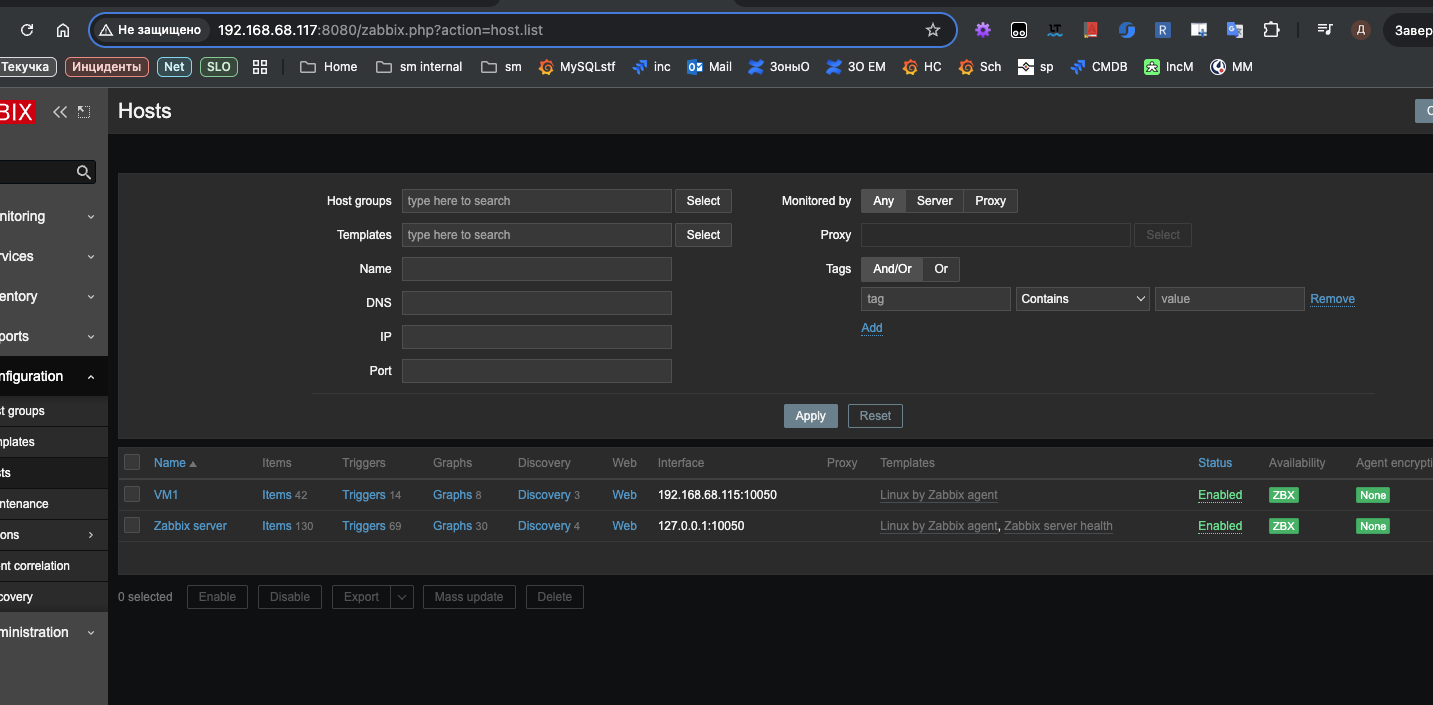 Не защищено 192.168.68.117:8080/zabbix.php?action=host.list Д Завер
Текучка Инциденты Net SLO Home sm internal sm MySQLstf inc Mail ЗоныО ЗО ЕМ НС Sch sp CMDB IncM MM
BIX Hosts C
Host groups type here to search Select Monitored by Any Server Proxy
nitoring
Templates type here to search Select Proxy Select
vices Name Tags And/Or Or
entory DNS tag Contains value Remove
ports IP Add
nfiguration Port
t groups Apply Reset
nplates
sts Name Items Triggers Graphs Discovery Web Interface Proxy Templates Status Availability Agent encrypti
ntenance VM1 Items 42 Triggers 14 Graphs 8 Discovery 3 Web 192.168.68.115:10050 Linux by Zabbix agent Enabled ZBX None
ons Zabbix server Items 130 Triggers 69 Graphs 30 Discovery 4 Web 127.0.0.1:10050 Linux by Zabbix agent, Zabbix server health Enabled ZBX None
nt correlation
covery 0 selected Enable Disable Export Mass update Delete
ministration